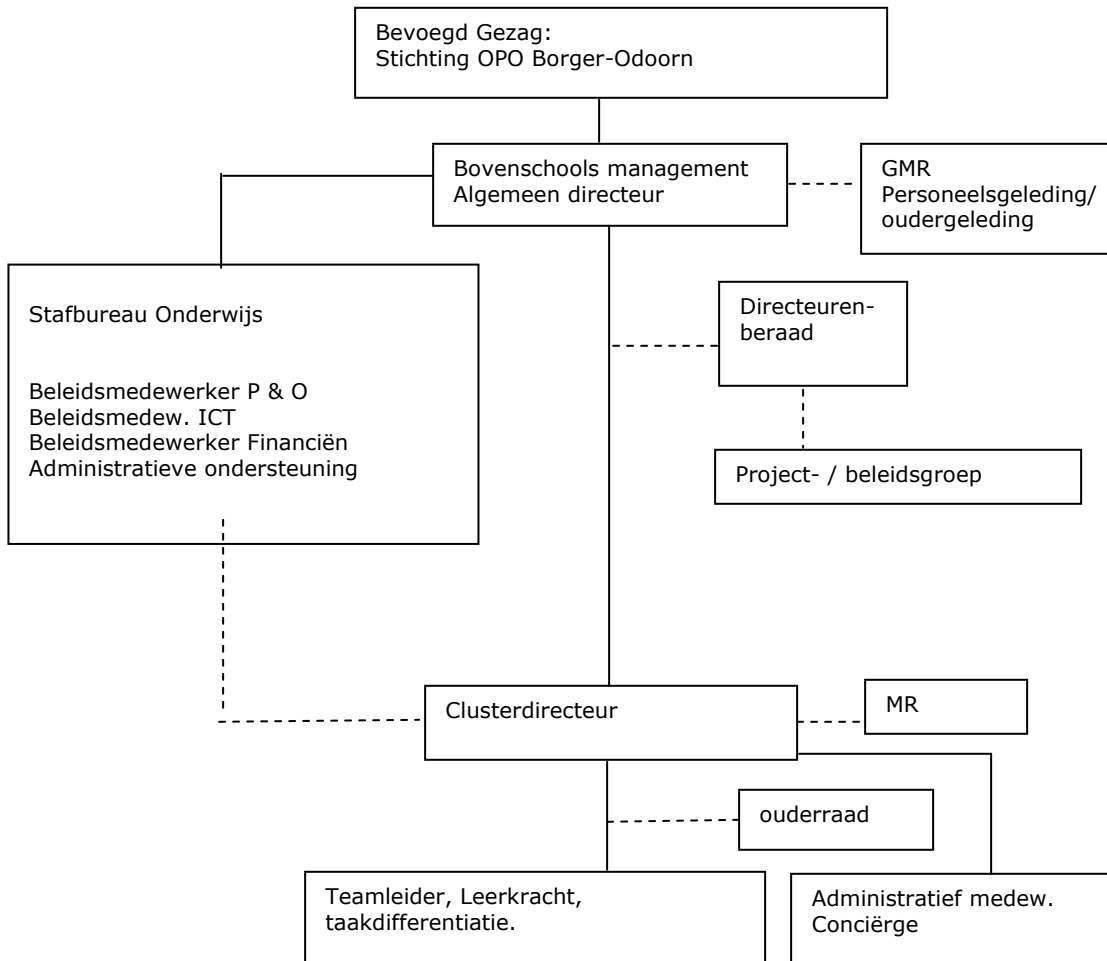 Bevoegd Gezag:
Stichting OPO Borger-Odoorn
Bovenschools management
Algemeen directeur
GMR
Personeelsgeleding/
oudergeleding
Stafbureau Onderwijs
Beleidsmedewerker P & O
Beleidsmedew. ICT
Beleidsmedewerker Financiën
Administratieve ondersteuning
Directeuren-
beraad
Project- / beleidsgroep
Clusterdirecteur
MR
ouderraad
Teamleider, Leerkracht,
taakdifferentiatie.
Administratief medew.
Conciërge